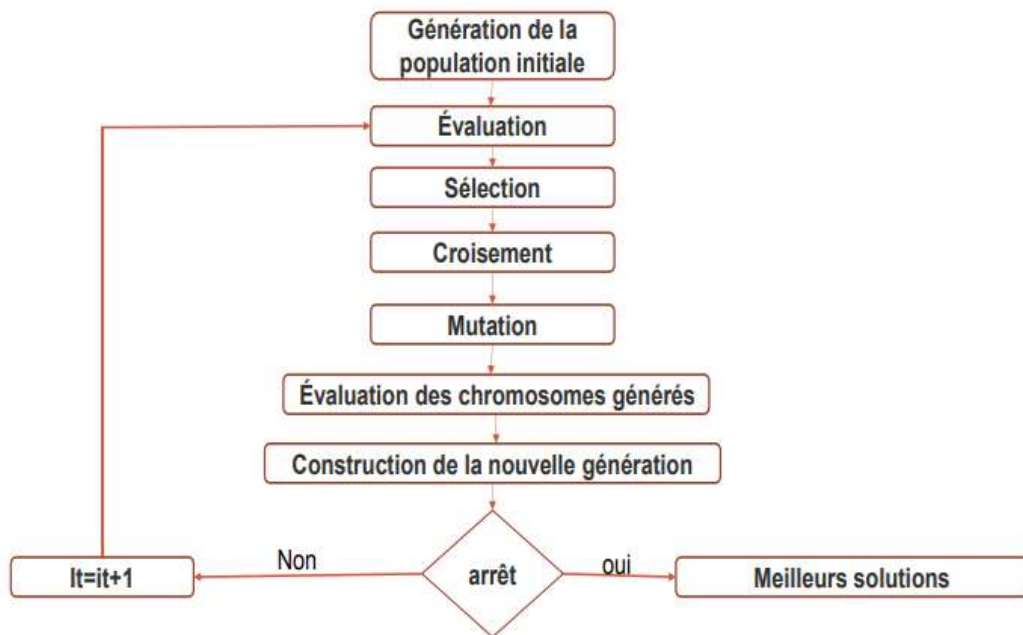 Génération de la
population initiale
Évaluation
Sélection
Croisement
Mutation
Évaluation des chromosomes générés
Construction de la nouvelle génération
arrêt
Non
It=it+1
oui
Meilleurs solutions